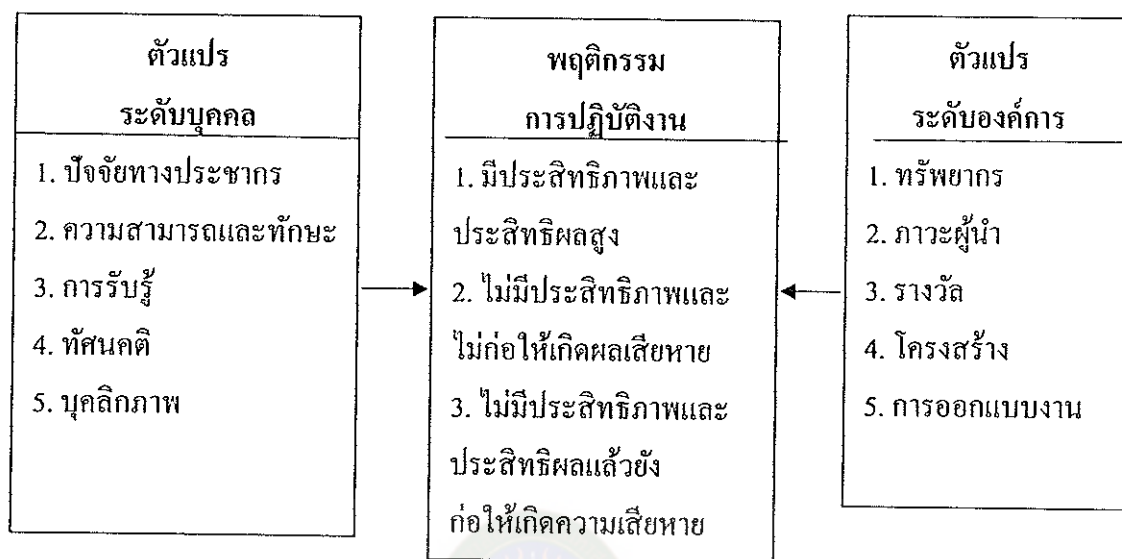 ตัวแปร
ระดับบุคคล
1. ปัจจัยทางประชากร
2. ความสามารถและทักษะ
3. การรับรู้
4. ทัศนคติ
5. บุคลิกภาพ
พฤติกรรม
การปฏิบัติงาน
1. มีประสิทธิภาพและ
ประสิทธิผลสูง
2. ไม่มีประสิทธิภาพและ
ไม่ก่อให้เกิดผลเสียหาย
3. ไม่มีประสิทธิภาพและ
ประสิทธิผลแล้วยัง
ก่อให้เกิดความเสียหาย
ตัวแปร
ระดับองค์การ
1. ทรัพยากร
2. ภาวะผู้นำ
3. รางวัล
4. โครงสร้าง
5. การออกแบบงาน